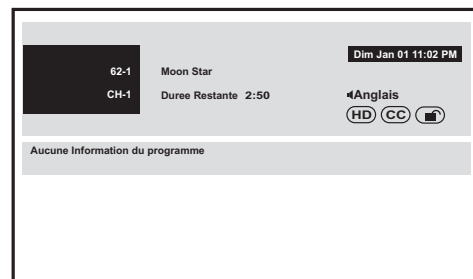 Dim Jan 01 11:02 PM
62-1 Moon Star
CH-1 Duree Restante 2:50
Anglais
HD CC
Aucune Information du programme